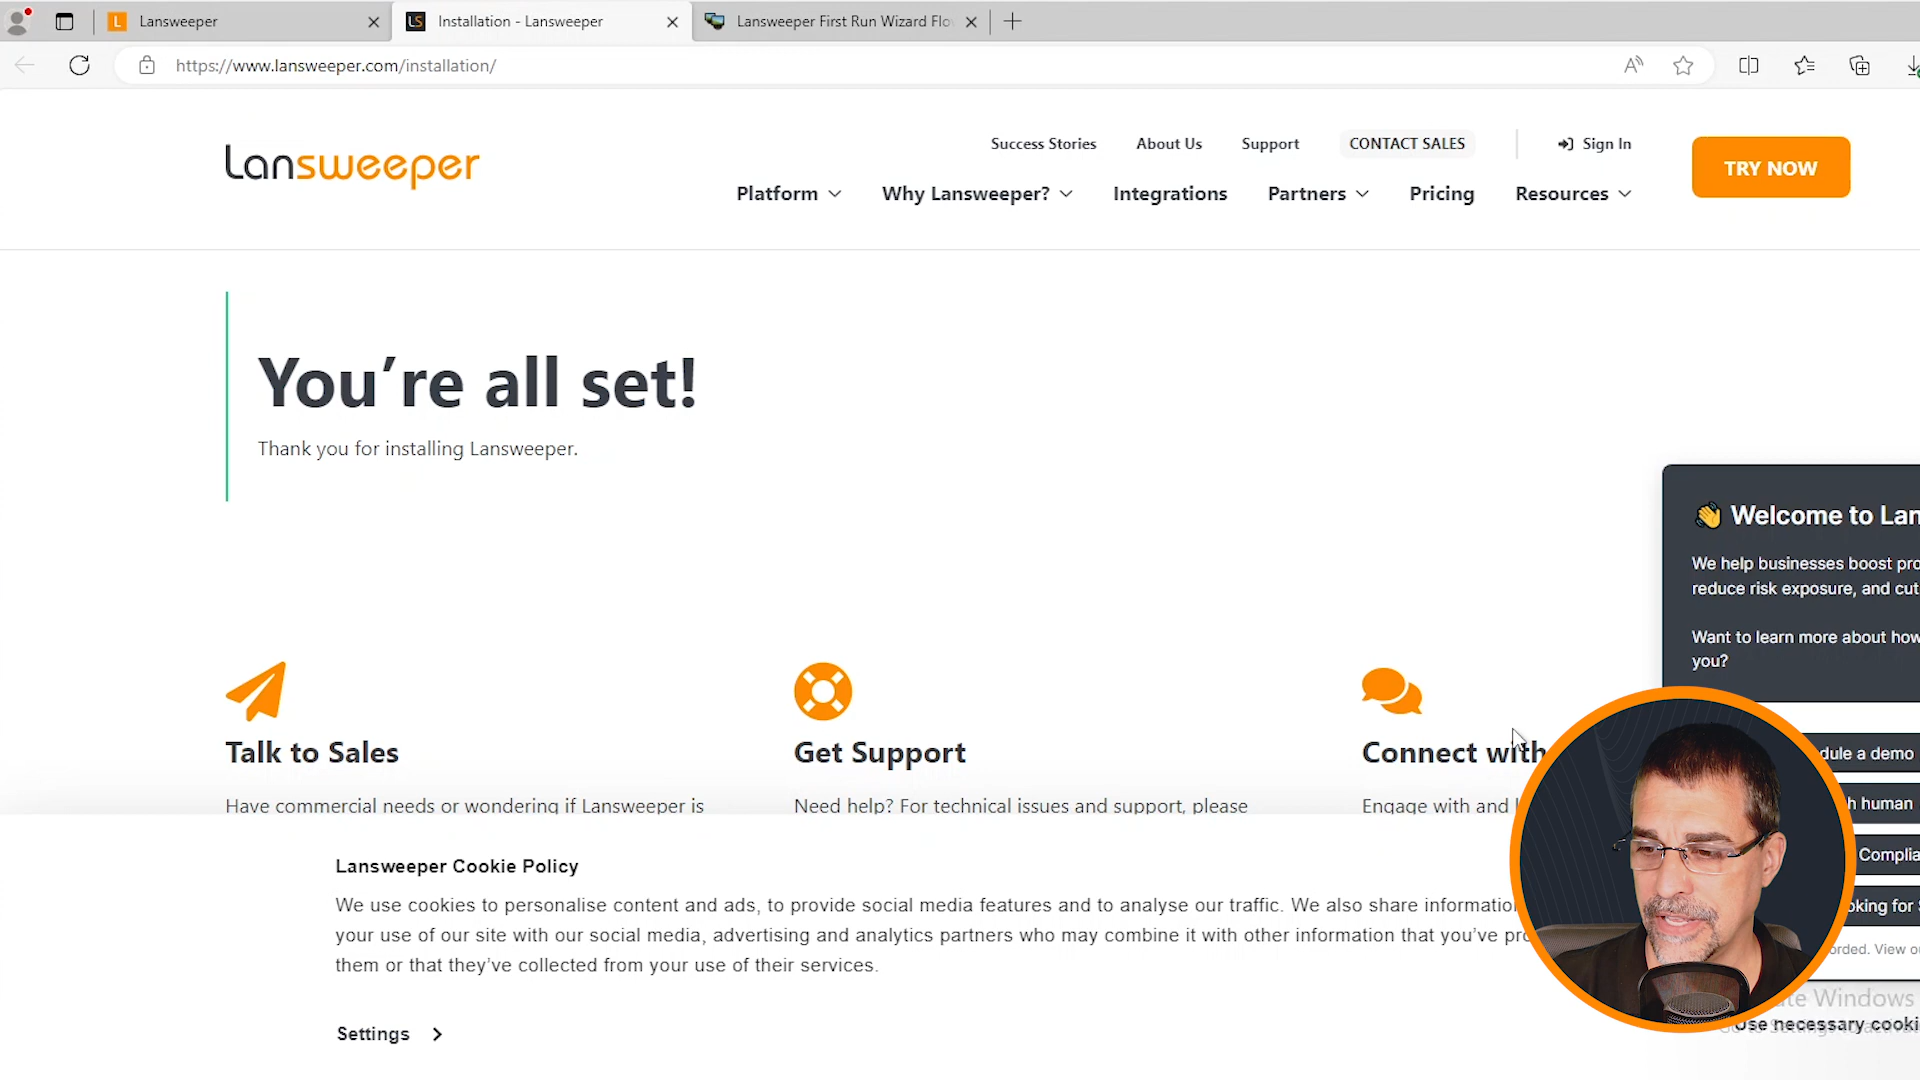 Lansweeper
Installation - Lansweeper
Lansweeper First Run Wizard Flo
https://www.lansweeper.com/installation/
Lansweeper
Success Stories
About Us
Support
CONTACT SALES
Sign In
TRY NOW
Platform
Why Lansweeper?
Integrations
Partners
Pricing
Resources
You’re all set!
Thank you for installing Lansweeper.
👋 Welcome to Lan
We help businesses boost pro
reduce risk exposure, and cut
Want to learn more about how
you?
Talk to Sales
Get Support
Connect with
dule a demo
Have commercial needs or wondering if Lansweeper is
Need help? For technical issues and support, please
Engage with and
h human
Complia
oking for
orded. View ou
Lansweeper Cookie Policy
We use cookies to personalise content and ads, to provide social media features and to analyse our traffic. We also share informatio
your use of our site with our social media, advertising and analytics partners who may combine it with other information that you’ve pro
them or that they’ve collected from your use of their services.
Settings
Windows
Use necessary cooki